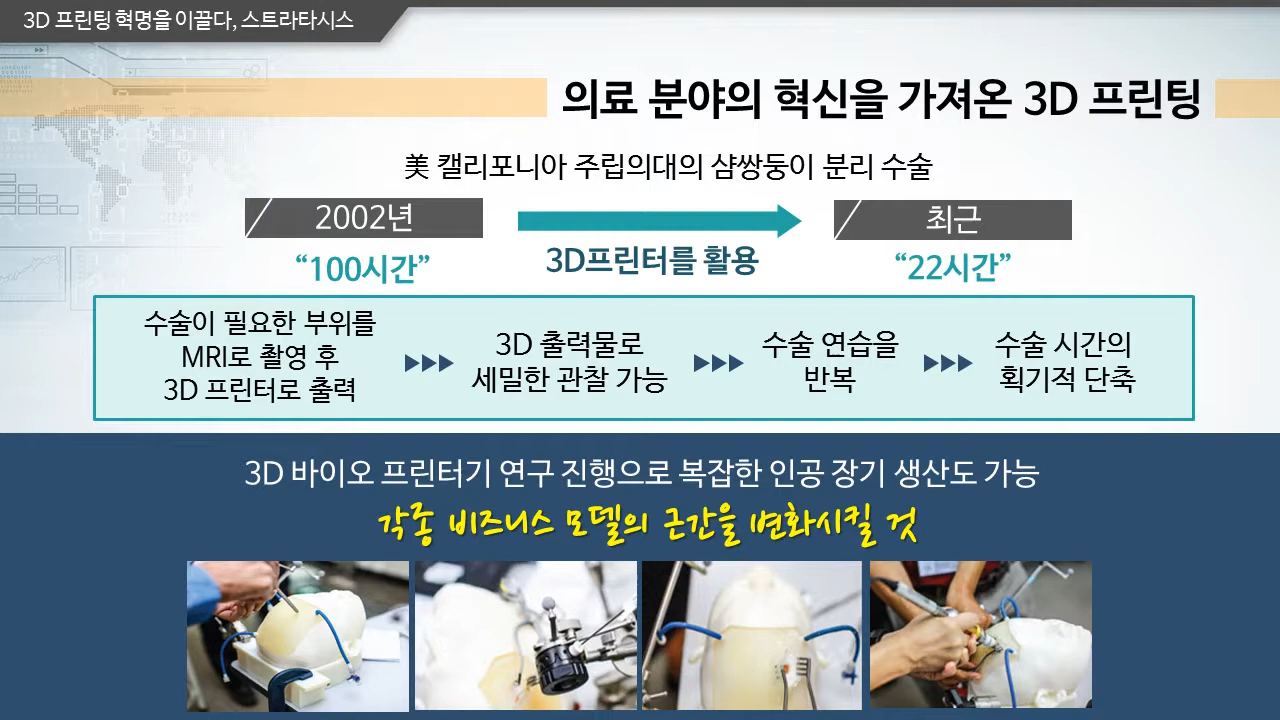 3D 프린팅 혁명을 이끌다, 스트라타시스
의료 분야의 혁신을 가져온 3D 프린팅
美 캘리포니아 주립의대의 샴쌍둥이 분리 수술
2002년
최근
“100시간”
3D프린터를 활용
“22시간”
수술이 필요한 부위를
MRI로 촬영 후
3D 프린터로 출력
3D 출력물로
세밀한 관찰 가능
수술 연습을
반복
수술 시간의
획기적 단축
3D 바이오 프린터기 연구 진행으로 복잡한 인공 장기 생산도 가능
각종 비즈니스 모델의 근간을 변화시킬 것